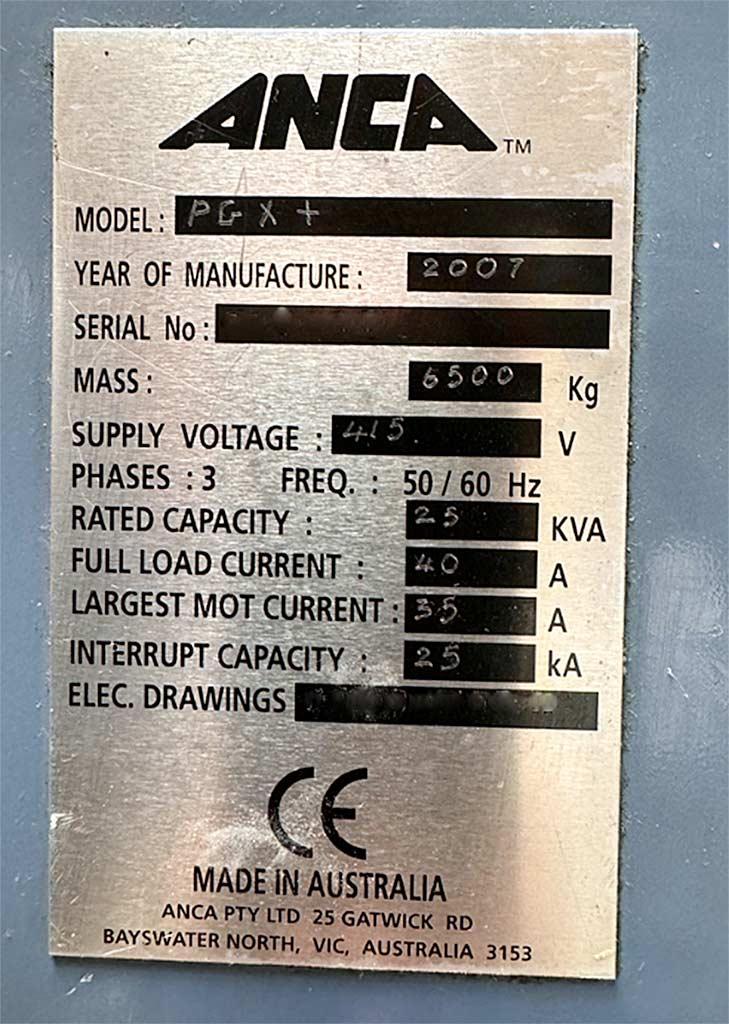 ANCA TM
MODEL: PGX+
YEAR OF MANUFACTURE: 2007
SERIAL No:
MASS: 6500 Kg
SUPPLY VOLTAGE: 415 V
PHASES: 3 FREQ.: 50 / 60 Hz
RATED CAPACITY: 25 KVA
FULL LOAD CURRENT: 40 A
LARGEST MOT CURRENT: 35 A
INTERRUPT CAPACITY: 25 kA
ELEC. DRAWINGS
CE
MADE IN AUSTRALIA
ANCA PTY LTD 25 GATWICK RD
BAYSWATER NORTH, VIC, AUSTRALIA 3153